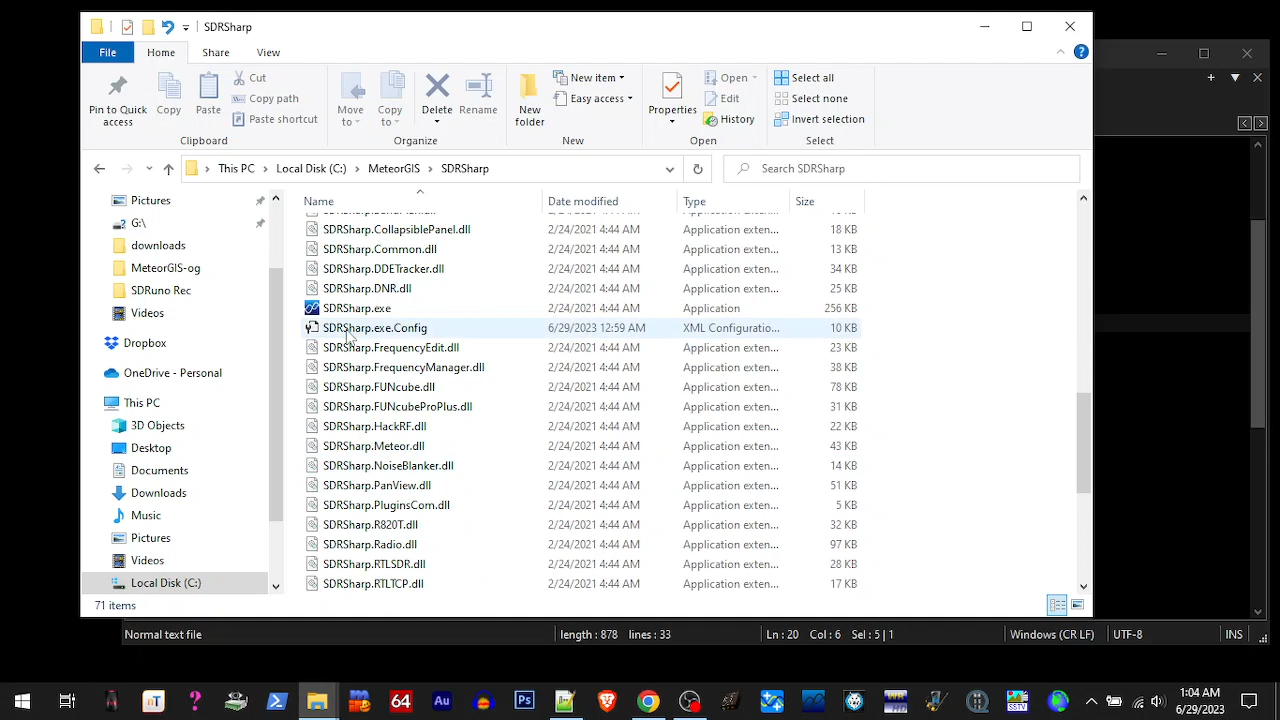 SDRSharp
File Home Share View
Pin to Quick access
Copy
Paste
Cut
Copy path
Paste shortcut
Clipboard
Move to
Copy to
Delete
Rename
Organize
New folder
New item
Easy access
New
Properties
Open
Edit
History
Open
Select all
Select none
Invert selection
Select
This PC > Local Disk (C:) > MeteorGIS > SDRSharp
Search SDRSharp
Pictures
G:\
downloads
MeteorGIS-og
SDRuno Rec
Videos
Dropbox
OneDrive - Personal
This PC
3D Objects
Desktop
Documents
Downloads
Music
Pictures
Videos
Local Disk (C:)
Name Date modified Type Size
SDRSharp.CollapsiblePanel.dll 2/24/2021 4:44 AM Application exten... 18 KB
SDRSharp.Common.dll 2/24/2021 4:44 AM Application exten... 13 KB
SDRSharp.DDETracker.dll 2/24/2021 4:44 AM Application exten... 34 KB
SDRSharp.DNR.dll 2/24/2021 4:44 AM Application exten... 25 KB
SDRSharp.exe 2/24/2021 4:44 AM Application 256 KB
SDRSharp.exe.Config 6/29/2023 12:59 AM XML Configuratio... 10 KB
SDRSharp.FrequencyEdit.dll 2/24/2021 4:44 AM Application exten... 23 KB
SDRSharp.FrequencyManager.dll 2/24/2021 4:44 AM Application exten... 38 KB
SDRSharp.FUNcube.dll 2/24/2021 4:44 AM Application exten... 78 KB
SDRSharp.FUNcubeProPlus.dll 2/24/2021 4:44 AM Application exten... 31 KB
SDRSharp.HackRF.dll 2/24/2021 4:44 AM Application exten... 22 KB
SDRSharp.Meteor.dll 2/24/2021 4:44 AM Application exten... 43 KB
SDRSharp.NoiseBlanker.dll 2/24/2021 4:44 AM Application exten... 14 KB
SDRSharp.PanView.dll 2/24/2021 4:44 AM Application exten... 51 KB
SDRSharp.PluginsCom.dll 2/24/2021 4:44 AM Application exten... 5 KB
SDRSharp.R820T.dll 2/24/2021 4:44 AM Application exten... 32 KB
SDRSharp.Radio.dll 2/24/2021 4:44 AM Application exten... 97 KB
SDRSharp.RTLSDR.dll 2/24/2021 4:44 AM Application exten... 28 KB
SDRSharp.RTLTCP.dll 2/24/2021 4:44 AM Application exten... 17 KB
71 items
Normal text file length : 878 lines : 33 Ln : 20 Col : 6 Sel : 5 | 1 Windows (CR LF) UTF-8 INS
nT
64
Au
Ps
SSTV
1:04 AM
6/29/2023